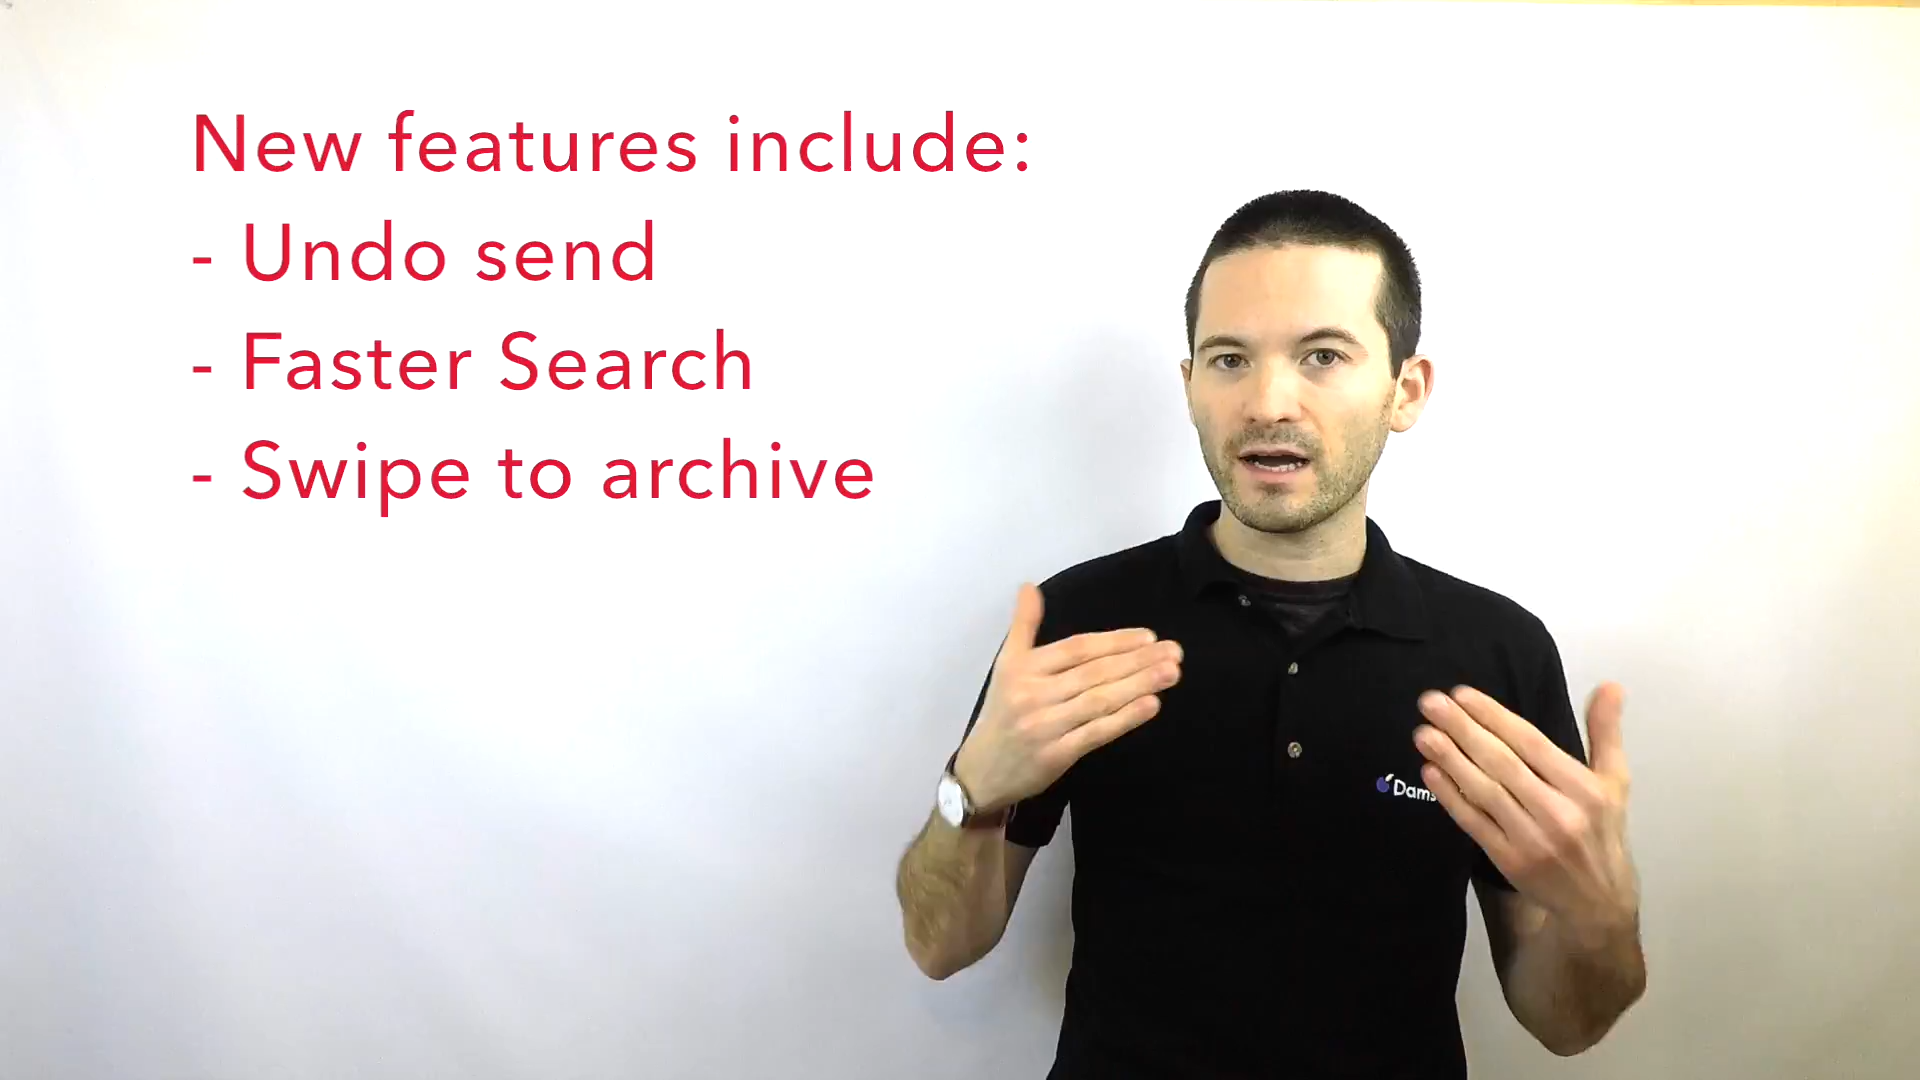 New features include:
- Undo send
- Faster Search
- Swipe to archive